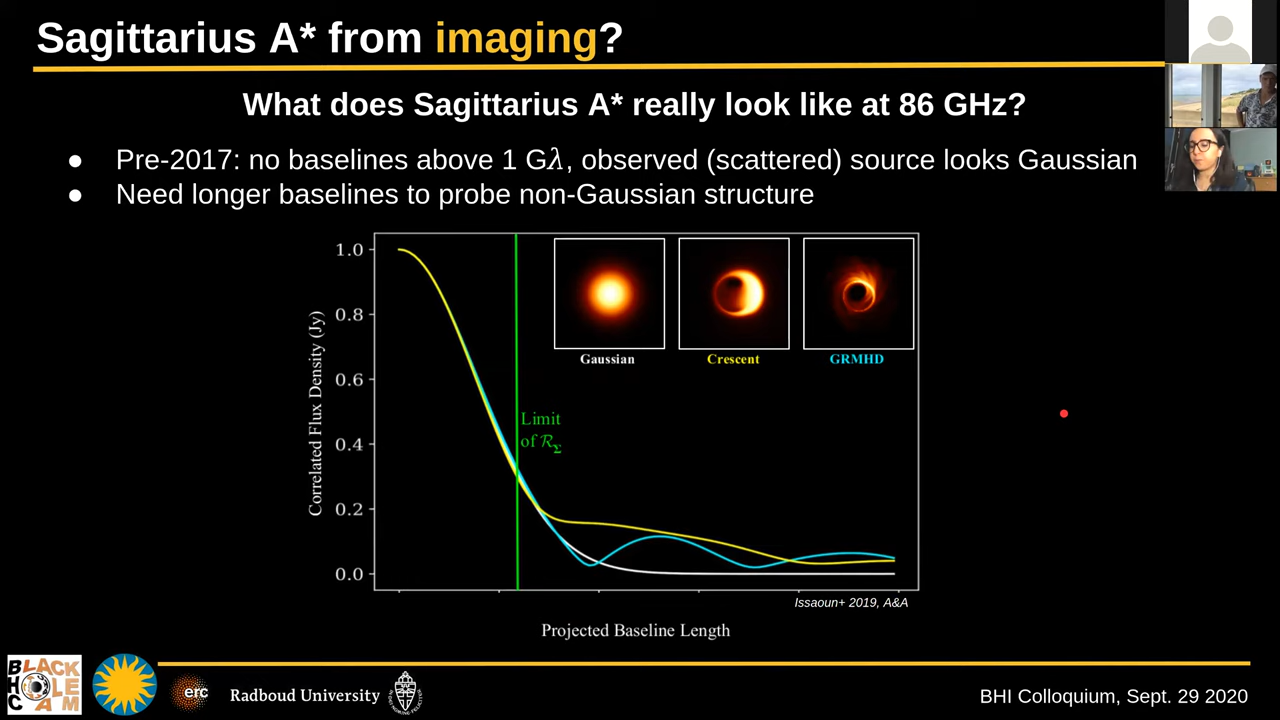 Sagittarius A* from imaging?
What does Sagittarius A* really look like at 86 GHz?
● Pre-2017: no baselines above 1 G𝜆, observed (scattered) source looks Gaussian
● Need longer baselines to probe non-Gaussian structure
1.0
0.8
0.6
0.4
0.2
0.0
Correlated Flux Density (Jy)
Gaussian
Crescent
GRMHD
Limit
of ℛΣ
Issaoun+ 2019, A&A
Projected Baseline Length
BLACK
HOLE
CAM
erc
Radboud University
BHI Colloquium, Sept. 29 2020